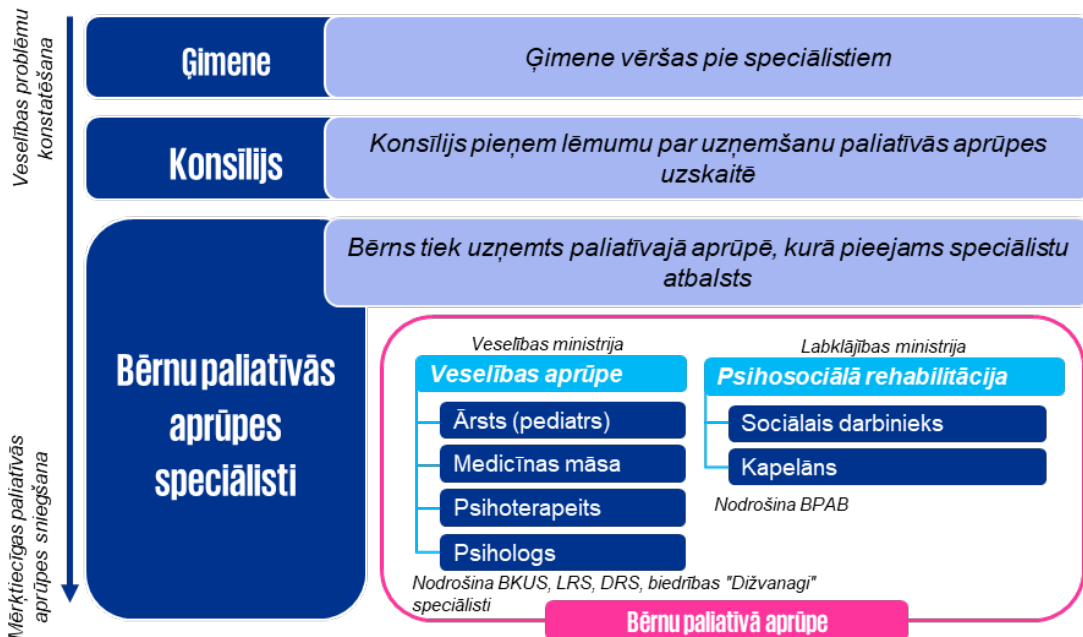 Veselības problēmu
konstatēšana
Ģimene
Ģimene vēršas pie speciālistiem
Konsīlijs
Konsīlijs pieņem lēmumu par uzņemšanu paliatīvās aprūpes
uzskaitē
Bērnu paliatīvās
aprūpes
speciālisti
Bērns tiek uzņemts paliatīvajā aprūpē, kurā pieejams speciālistu
atbalsts
Veselības ministrija
Veselības aprūpe
Ārsts (pediatrs)
Medicīnas māsa
Psihoterapeits
Psihologs
Nodrošina BKUS, LRS, DRS, biedrības "Dižvanagi"
speciālisti
Labklājības ministrija
Psihosociālā rehabilitācija
Sociālais darbinieks
Kapelāns
Nodrošina BPAB
Bērnu paliatīvā aprūpe
Mērķtiecīgas paliatīvās
aprūpes sniegšana